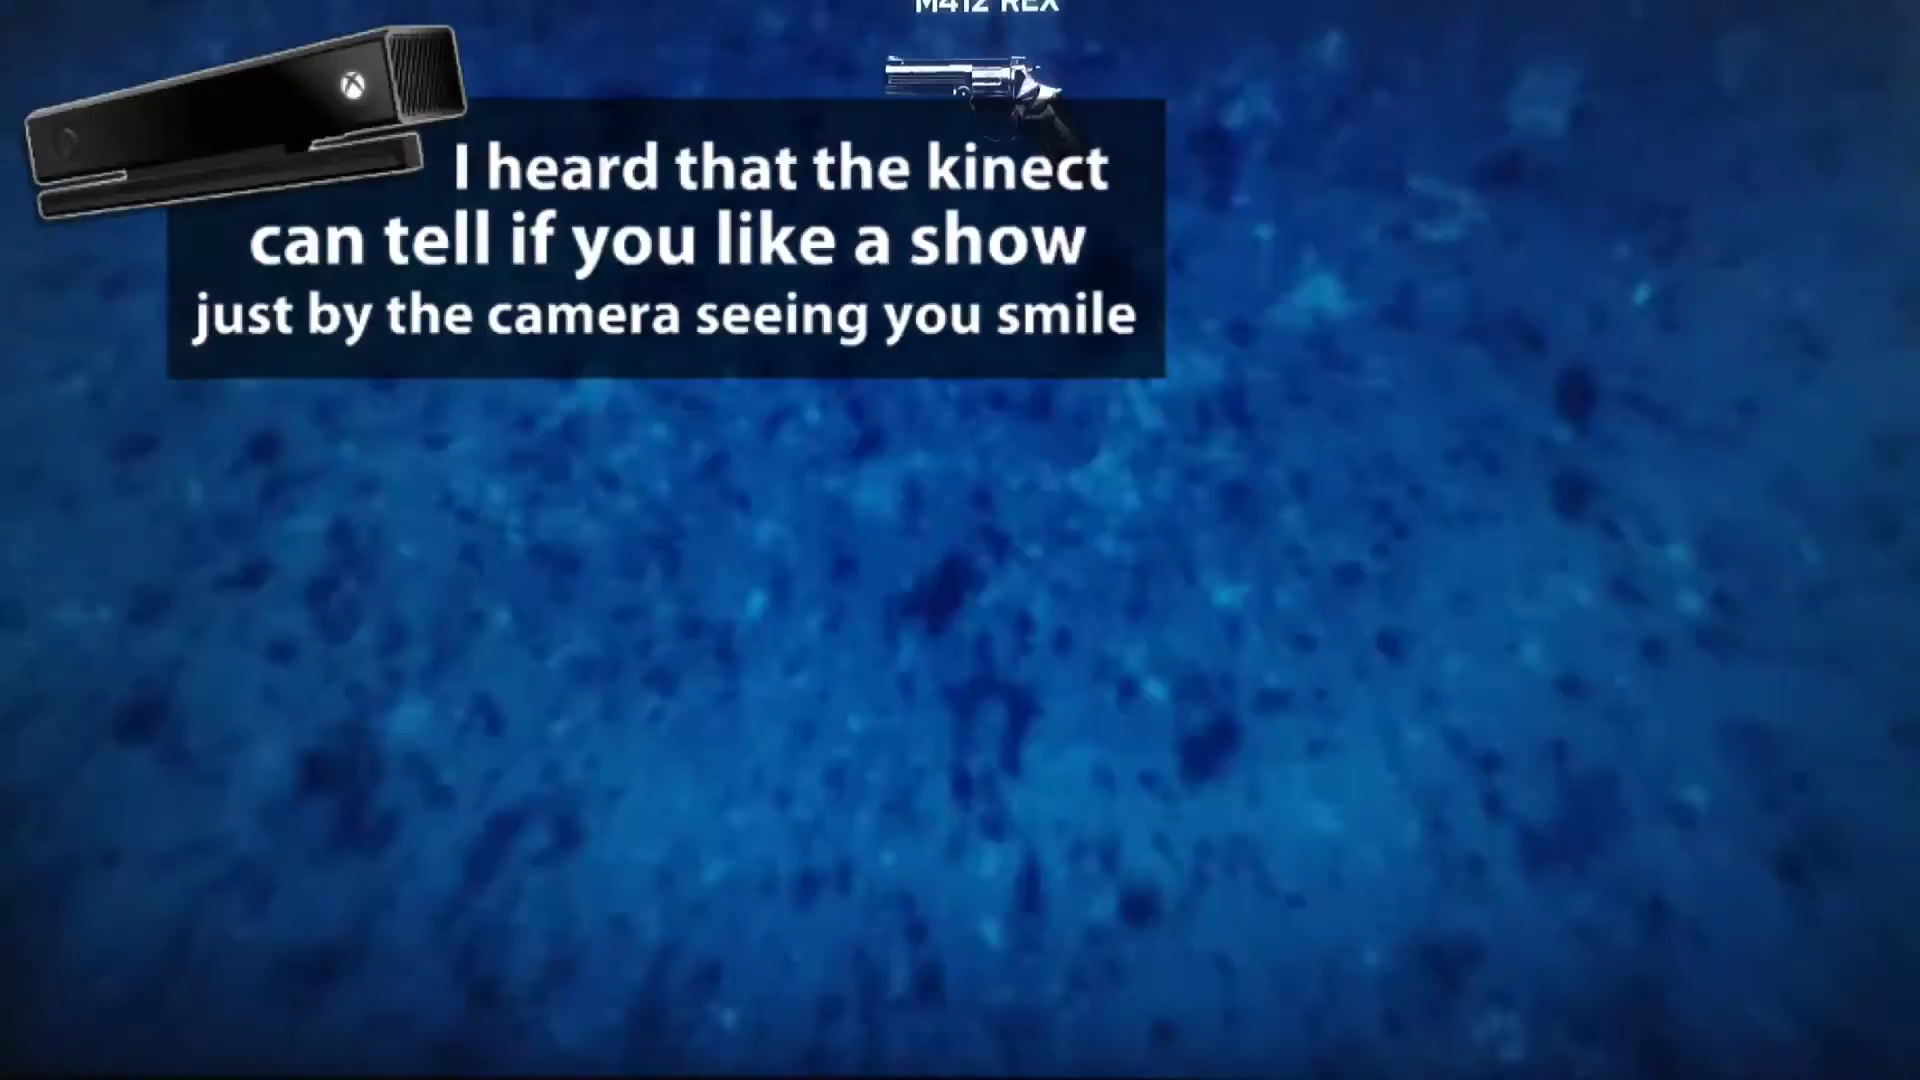 M412 REX
I heard that the kinect
can tell if you like a show
just by the camera seeing you smile